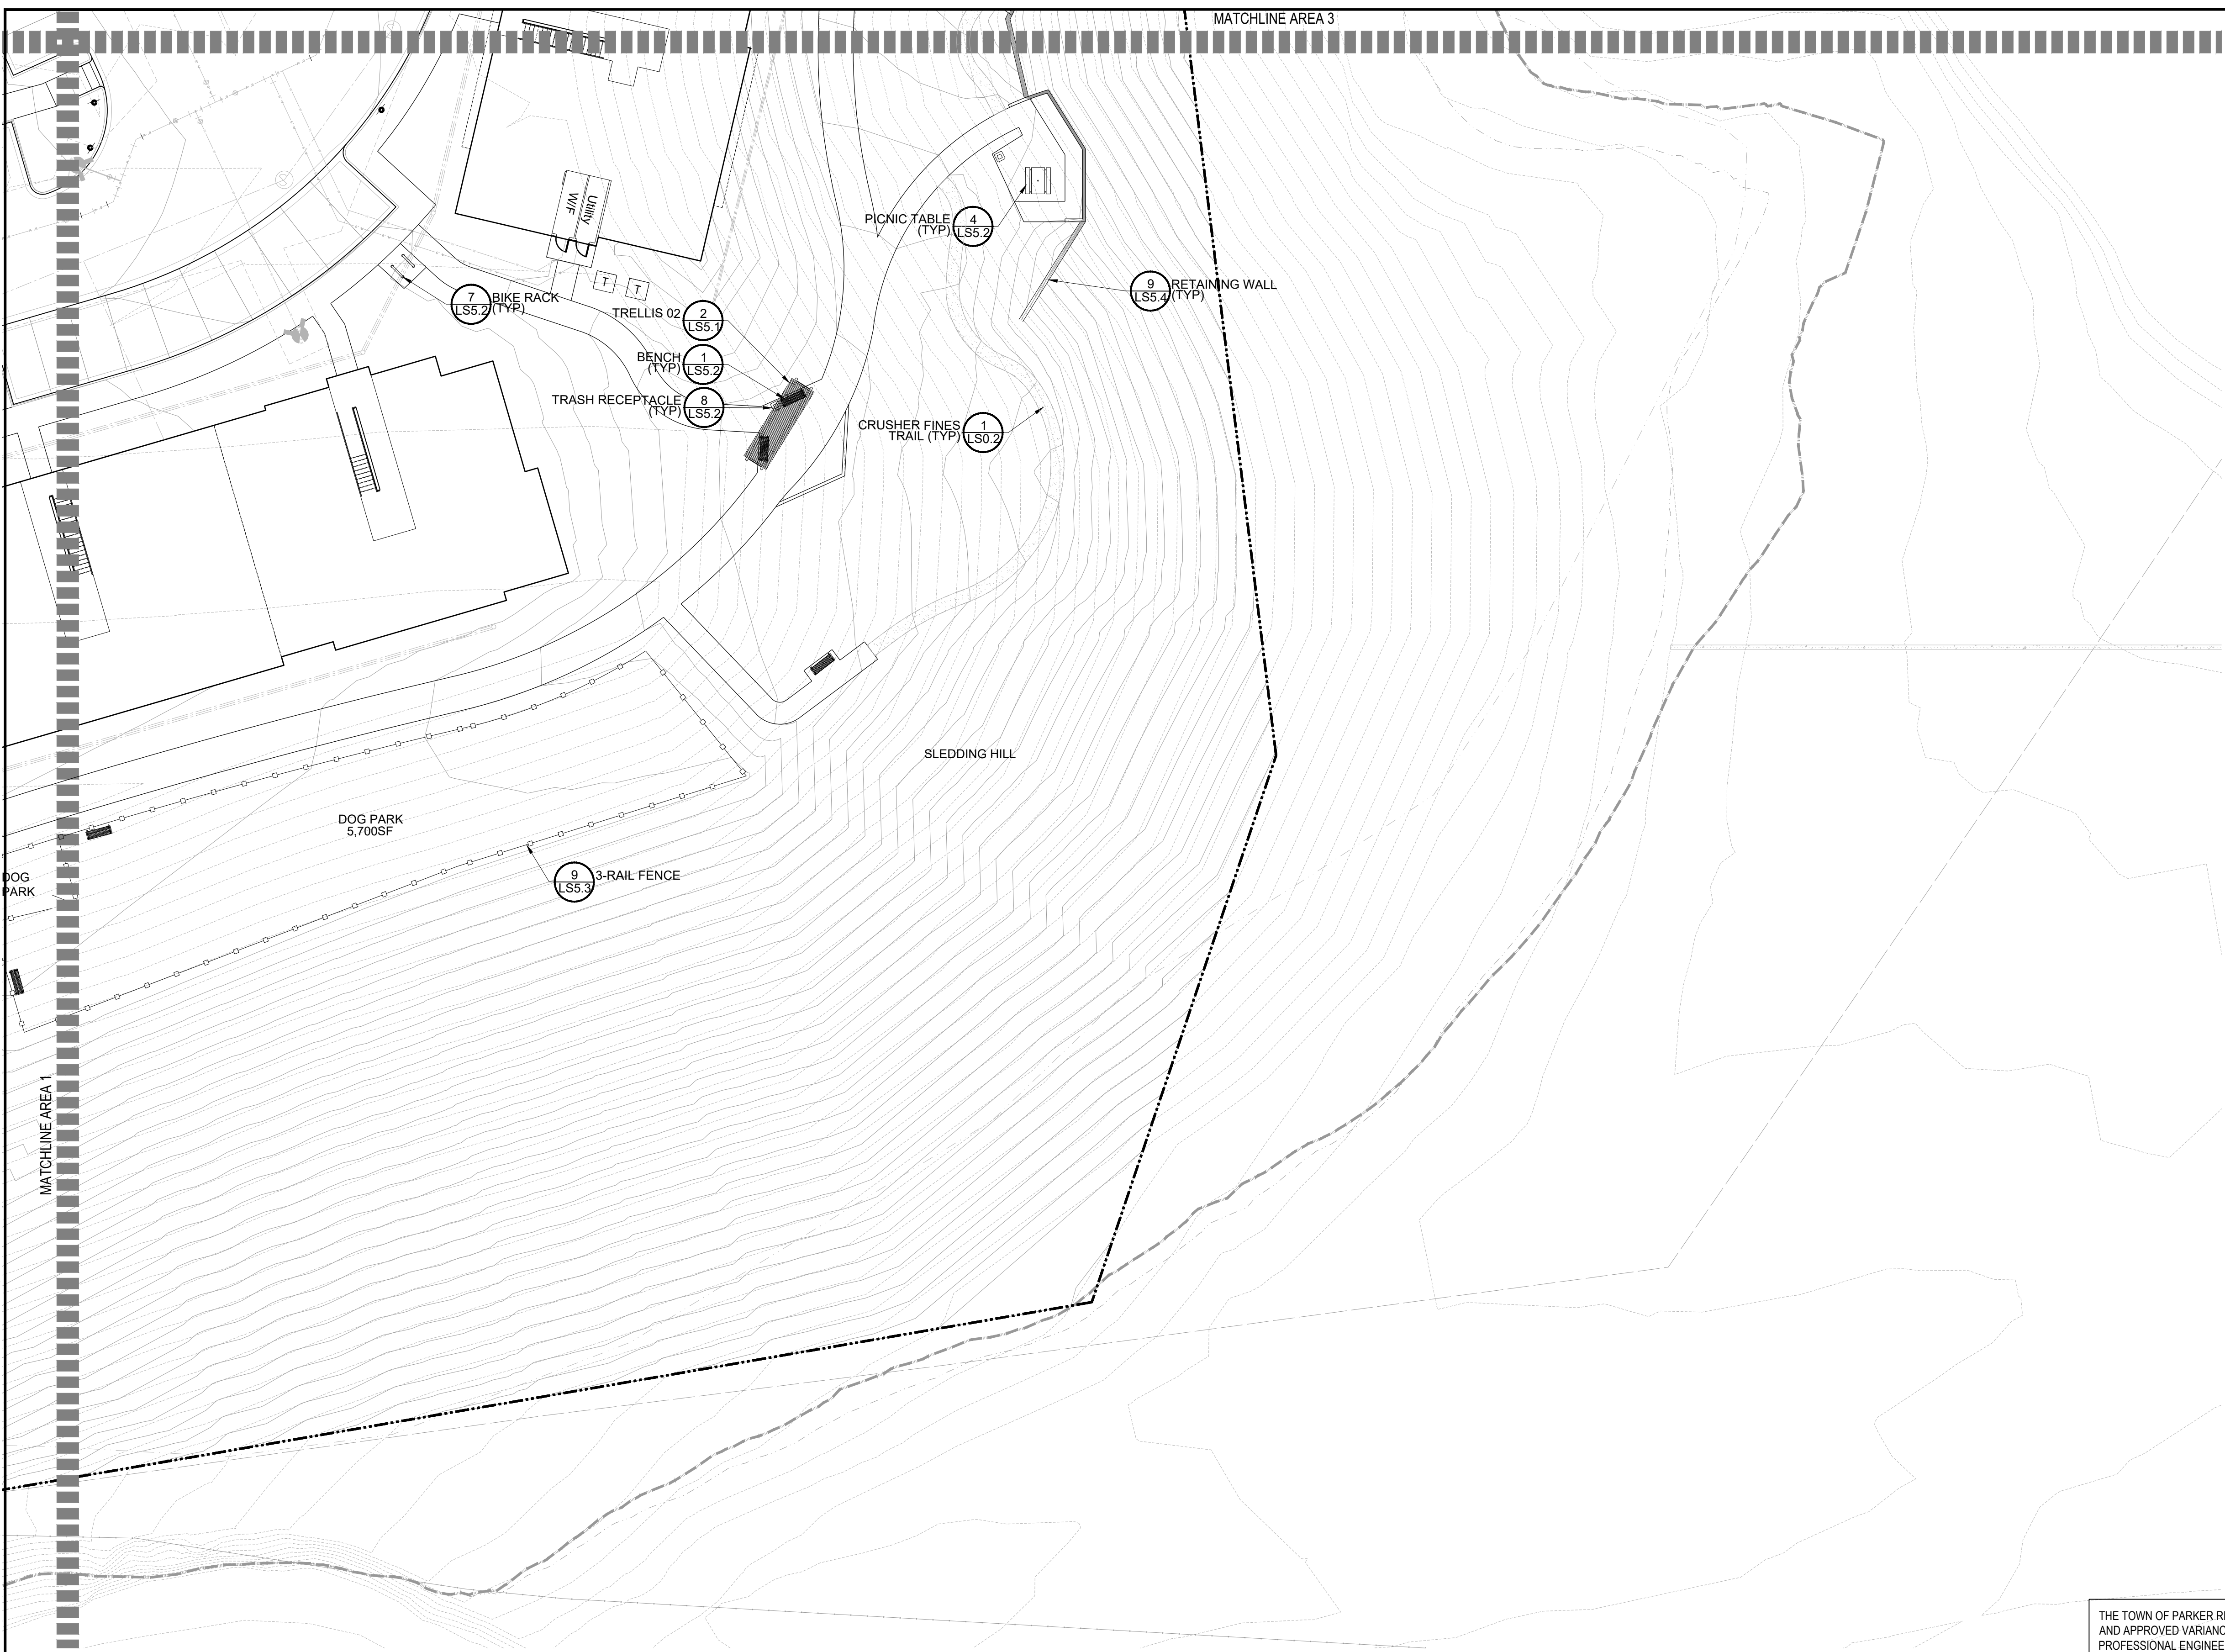 MATCHLINE AREA 3
W/F
Utility
T
T
PICNIC TABLE
(TYP)
4
LS5.2
9
LS5.4
RETAINING WALL
(TYP)
7
LS5.2
BIKE RACK
(TYP)
TRELLIS 02
2
LS5.1
BENCH
(TYP)
1
LS5.2
TRASH RECEPTACLE
(TYP)
8
LS5.2
CRUSHER FINES
TRAIL (TYP)
1
LS0.2
SLEDDING HILL
DOG PARK
5,700SF
9
LS5.3
3-RAIL FENCE
DOG
PARK
MATCHLINE AREA 1
THE TOWN OF PARKER
AND APPROVED
PROFESSIONAL